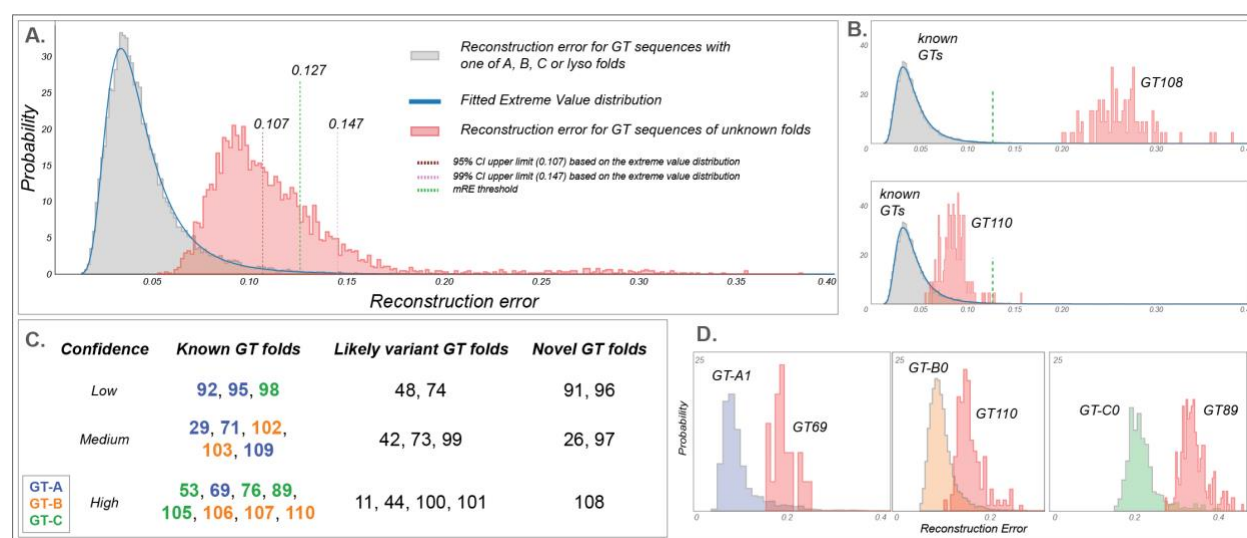 A.
30
25
20
15
10
5
0
Probability
0.05
0.10
0.15
0.20
0.25
0.30
0.35
0.40
Reconstruction error
0.107
0.127
0.147
Reconstruction error for GT sequences with
one of A, B, C or lyso folds
Fitted Extreme Value distribution
Reconstruction error for GT sequences of unknown folds
95% CI upper limit (0.107) based on the extreme value distribution
99% CI upper limit (0.147) based on the extreme value distribution
mRE threshold
B.
40
20
0
known
GTs
GT108
0.05
0.10
0.20
0.30
40
20
0
known
GTs
GT110
0.05
0.10
0.20
0.30
C.
Confidence Known GT folds Likely variant GT folds Novel GT folds
Low 92, 95, 98 48, 74 91, 96
Medium 29, 71, 102, 42, 73, 99 26, 97
103, 109
High 53, 69, 76, 89, 11, 44, 100, 101 108
105, 106, 107, 110
GT-A
GT-B
GT-C
D.
25
GT-A1
GT69
Probability
0
0.2
0.4
25
GT-B0
GT110
0
0.2
25
GT-C0
GT89
0
0.2
0.4
Reconstruction Error